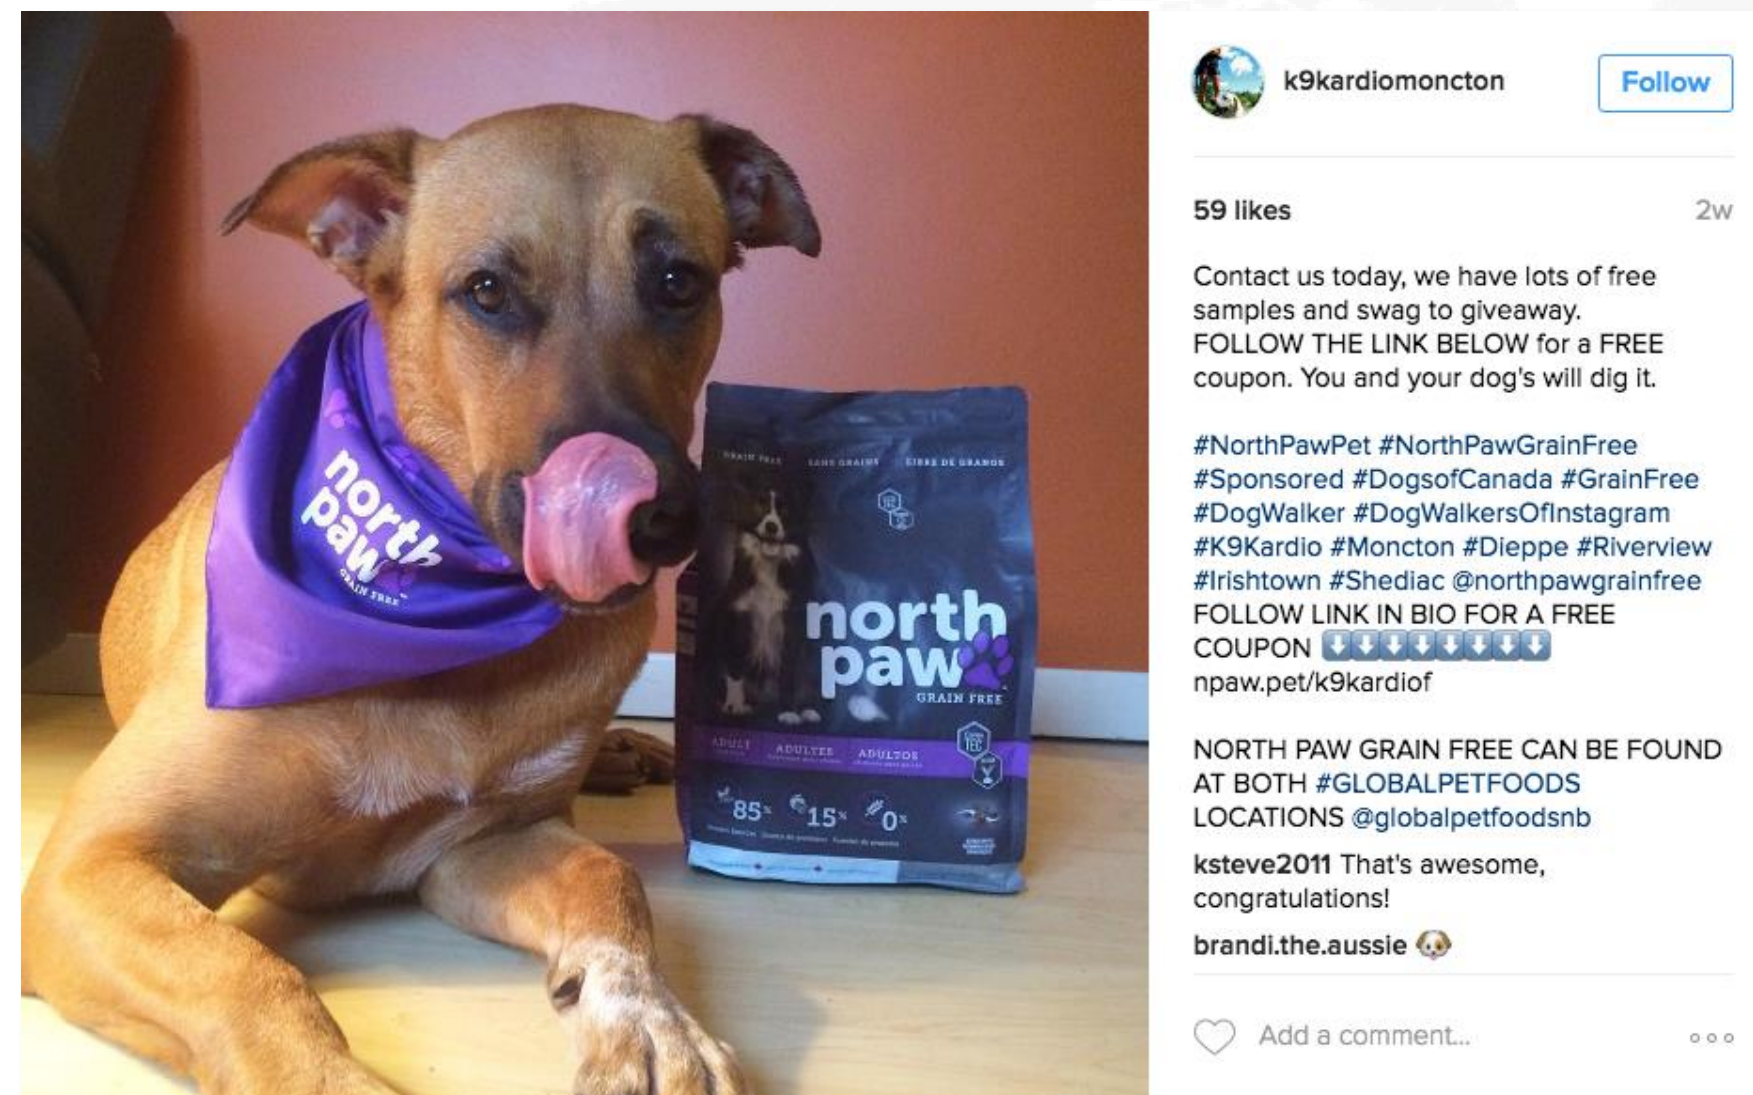 k9kardiomoncton
Follow
59 likes
2w
Contact us today, we have lots of free
samples and swag to giveaway.
FOLLOW THE LINK BELOW for a FREE
coupon. You and your dog's will dig it.
#NorthPawPet #NorthPawGrainFree
#Sponsored #DogsofCanada #GrainFree
#DogWalker #DogWalkersOfInstagram
#K9Kardio #Moncton #Dieppe #Riverview
#Irishtown #Shediac @northpawgrainfree
FOLLOW LINK IN BIO FOR A FREE
COUPON ⬇⬇⬇⬇⬇⬇⬇⬇
npaw.pet/k9kardiof
NORTH PAW GRAIN FREE CAN BE FOUND
AT BOTH #GLOBALPETFOODS
LOCATIONS @globalpetfoodsnb
ksteve2011 That's awesome,
congratulations!
brandi.the.aussie 🐶
Add a comment...
north
paw
GRAIN FREE™
GRAIN FREE SANS GRAINS LIBRE DE GRANOS
north
paw
GRAIN FREE
ADULT ADULTES ADULTOS
TEC
85% 15% 0%